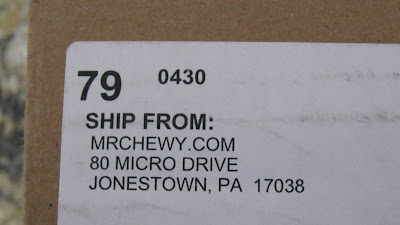 79 0430
SHIP FROM:
MRCHEWY.COM
80 MICRO DRIVE
JONESTOWN, PA 17038